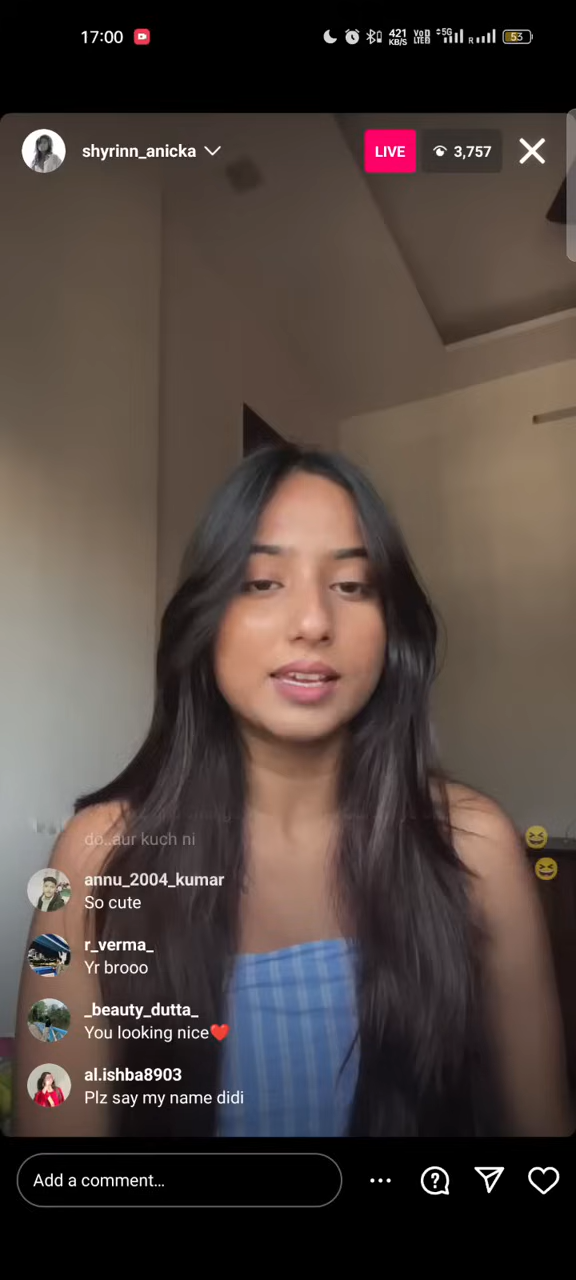 17:00
421
KB/S
Vo
LTE
5G
R
53
shyrinn_anicka
LIVE
3,757
do..aur kuch ni
annu_2004_kumar
So cute
r_verma_
Yr brooo
_beauty_dutta_
You looking nice❤️
al.ishba8903
Plz say my name didi
Add a comment...